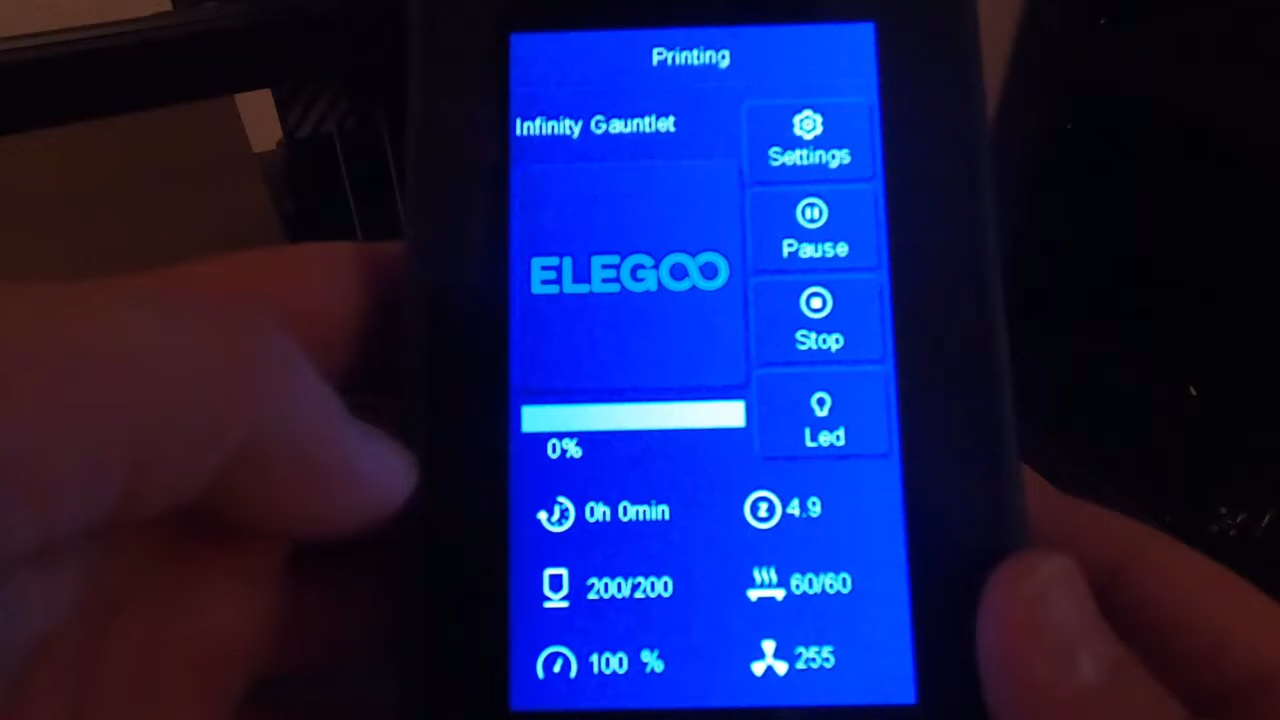 Printing
Infinity Gauntlet
Settings
Pause
ELEGOO
Stop
Led
0%
0h 0min
Z 4.9
200/200
60/60
100 %
255